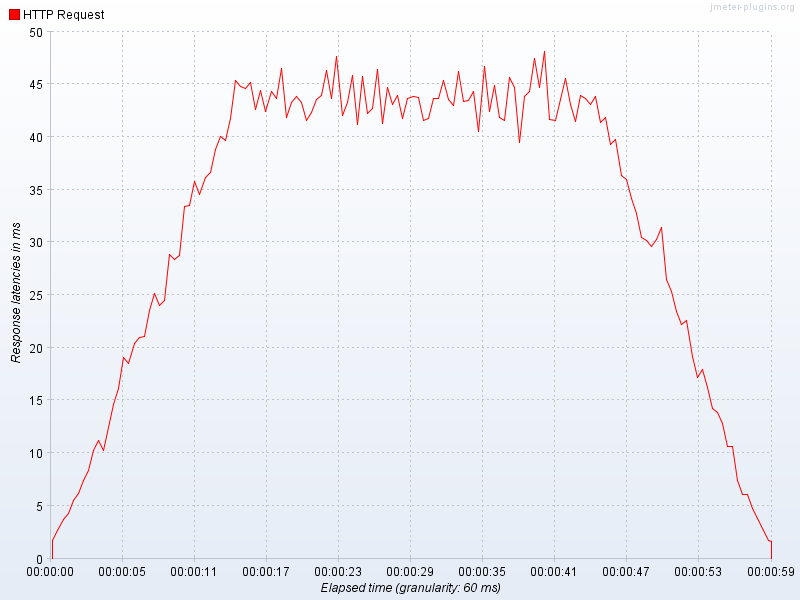 jmeter-plugins.org
HTTP Request
50
45
40
35
30
25
20
15
10
5
0
Response latencies in ms
00:00:00 00:00:05 00:00:11 00:00:17 00:00:23 00:00:29 00:00:35 00:00:41 00:00:47 00:00:53 00:00:59
Elapsed time (granularity: 60 ms)